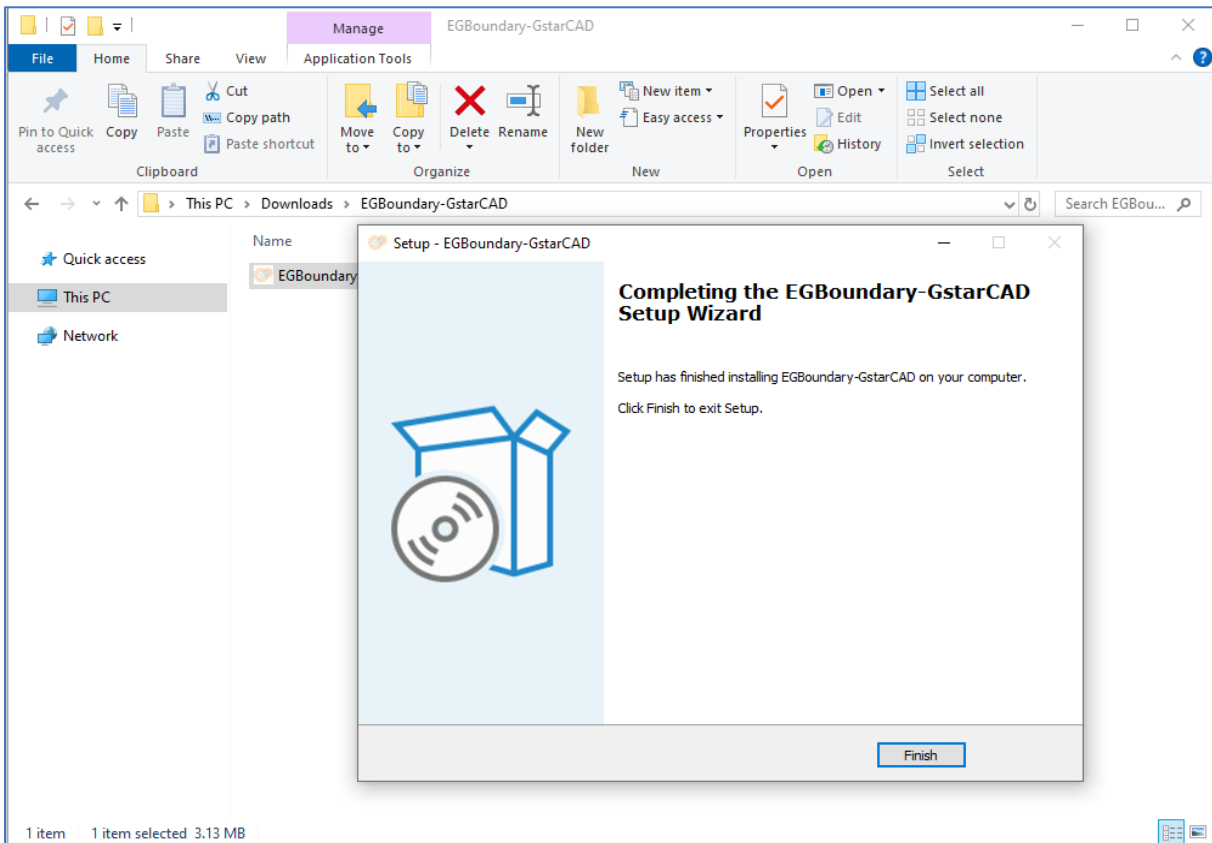 Manage
EGBoundary-GstarCAD
File
Home
Share
View
Application Tools
Pin to Quick access
Copy
Paste
Cut
Copy path
Paste shortcut
Clipboard
Move to
Copy to
Delete
Rename
Organize
New folder
New item
Easy access
New
Properties
Open
Edit
History
Open
Select all
Select none
Invert selection
Select
This PC > Downloads > EGBoundary-GstarCAD
Search EGBou...
Quick access
This PC
Network
Name
EGBoundary
Setup - EGBoundary-GstarCAD
Completing the EGBoundary-GstarCAD
Setup Wizard
Setup has finished installing EGBoundary-GstarCAD on your computer.
Click Finish to exit Setup.
Finish
1 item
1 item selected 3.13 MB